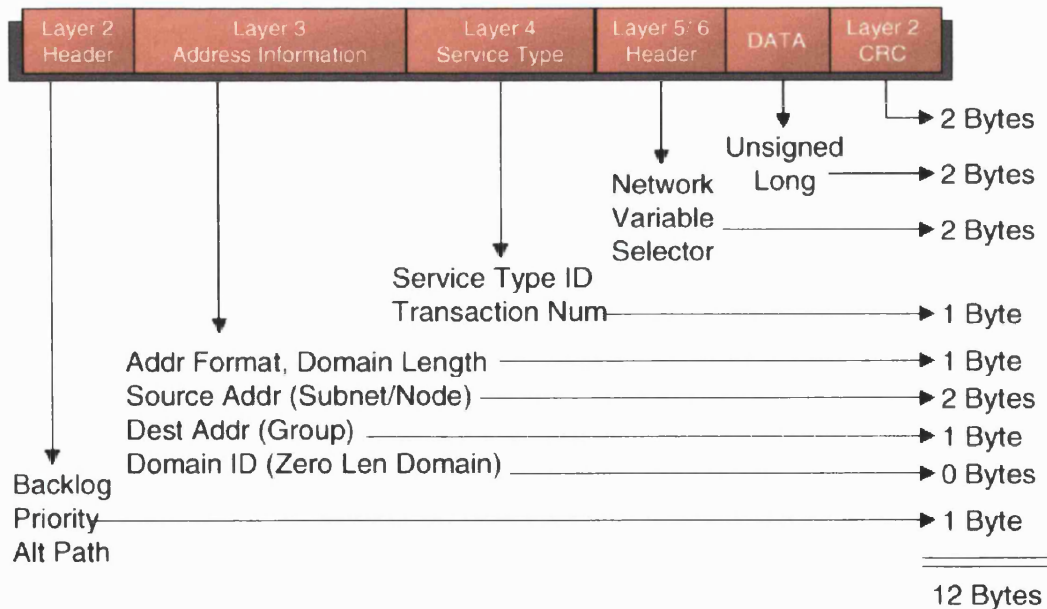 Layer 2 Header
Layer 3 Address Information
Layer 4 Service Type
Layer 5/6 Header
DATA
Layer 2 CRC
2 Bytes
Unsigned Long
2 Bytes
Network Variable Selector
2 Bytes
Service Type ID
Transaction Num
1 Byte
Addr Format, Domain Length
1 Byte
Source Addr (Subnet/Node)
2 Bytes
Dest Addr (Group)
1 Byte
Domain ID (Zero Len Domain)
0 Bytes
Backlog
Priority
1 Byte
Alt Path
12 Bytes